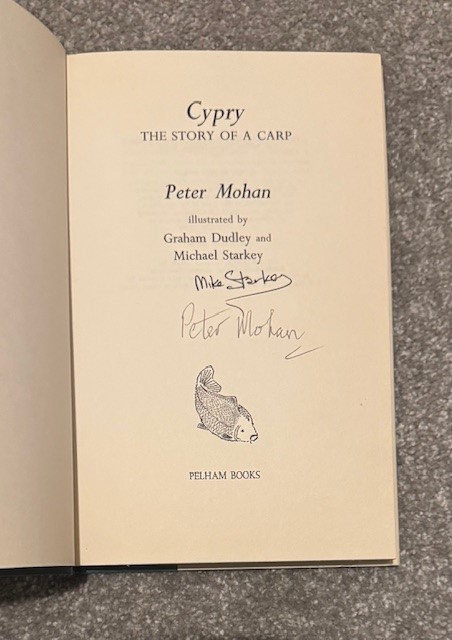 Cypry
THE STORY OF A CARP
Peter Mohan
illustrated by
Graham Dudley and
Michael Starkey
Mike Starkey
Peter Mohan
PELHAM BOOKS